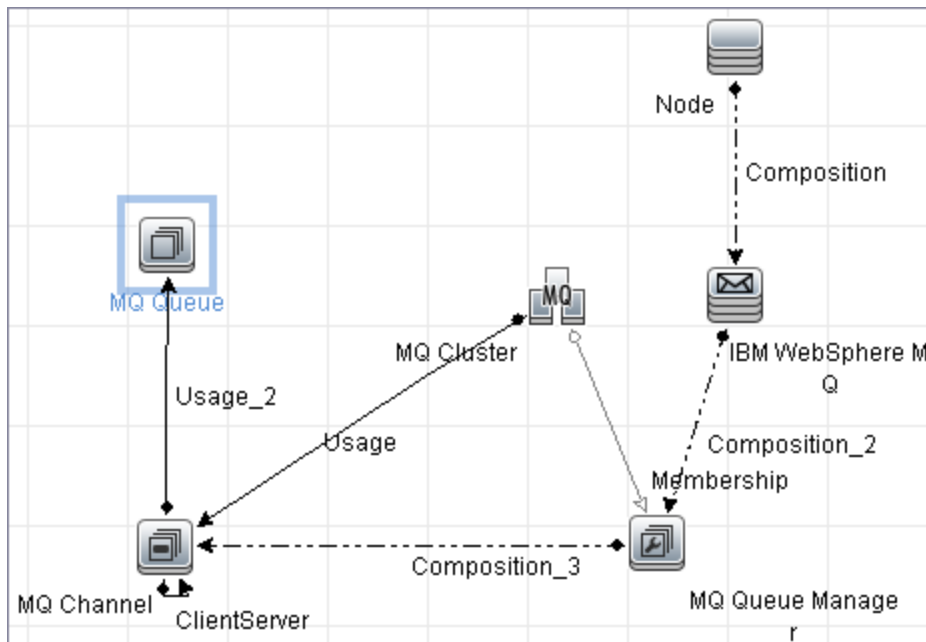 Node
Composition
MQ Queue
MQ
MQ Cluster
IBM WebSphere M
Q
Usage_2
Usage
Composition_2
Membership
Composition_3
MQ Channel
ClientServer
MQ Queue Manage
r